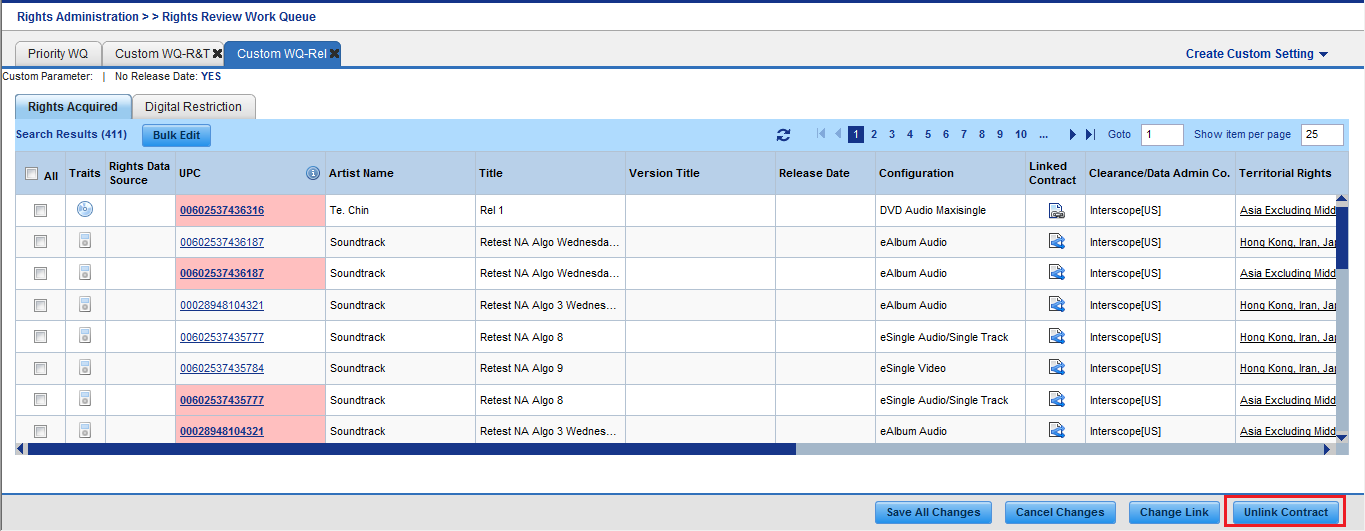 Rights Administration > > Rights Review Work Queue
Priority WQ Custom WQ-R&T Custom WQ-Rel Create Custom Setting
Custom Parameter: | No Release Date: YES
Rights Acquired Digital Restriction
Search Results (411) Bulk Edit 1 2 3 4 5 6 7 8 9 10 ... Goto 1 Show item per page 25
All Traits Rights Data Source UPC Artist Name Title Version Title Release Date Configuration Linked Contract Clearance/Data Admin Co. Territorial Rights
00602537436316 Te. Chin Rel 1 DVD Audio Maxisingle Interscope[US] Asia Excluding Midd
00602537436187 Soundtrack Retest NA Algo Wednesda... eAlbum Audio Interscope[US] Hong Kong, Iran, Jap
00602537436187 Soundtrack Retest NA Algo Wednesda... eAlbum Audio Interscope[US] Asia Excluding Midd
00028948104321 Soundtrack Retest NA Algo 3 Wednes... eAlbum Audio Interscope[US] Hong Kong, Iran, Jap
00602537435777 Soundtrack Retest NA Algo 8 eSingle Audio/Single Track Interscope[US] Hong Kong, Iran, Jap
00602537435784 Soundtrack Retest NA Algo 9 eSingle Video Interscope[US] Hong Kong, Iran, Jap
00602537435777 Soundtrack Retest NA Algo 8 eSingle Audio/Single Track Interscope[US] Asia Excluding Midd
00028948104321 Soundtrack Retest NA Algo 3 Wednes... eAlbum Audio Interscope[US] Asia Excluding Midd
Save All Changes Cancel Changes Change Link Unlink Contract